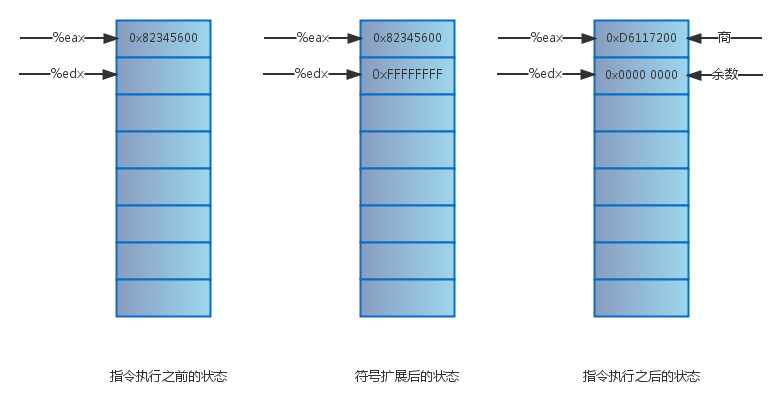 %eax 0x82345600
%edx
指令执行之前的状态
%eax 0x82345600
%edx 0xFFFFFFFF
符号扩展后的状态
%eax 0xD6117200 商
%edx 0x0000 0000 余数
指令执行之后的状态